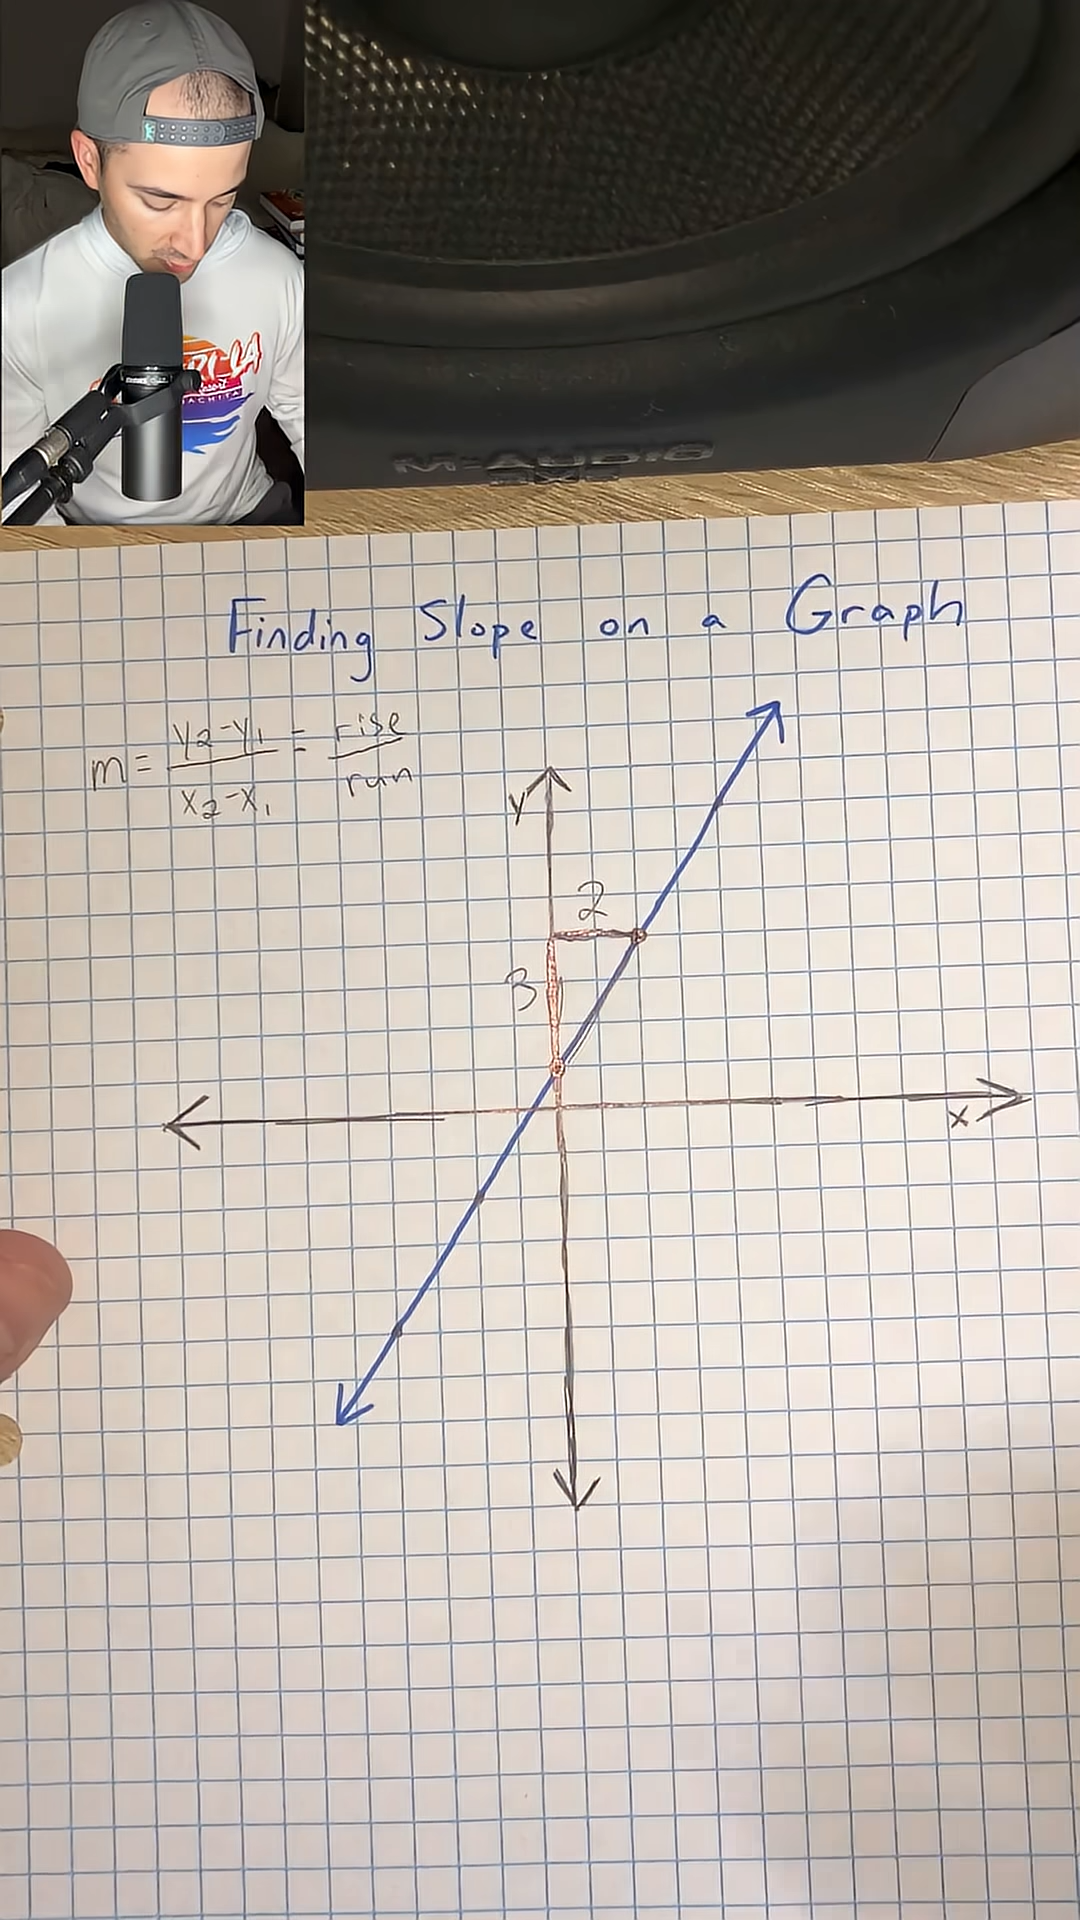 M-AUDIO
Finding Slope on a Graph
m = y₂-y₁ = rise
x₂-x₁ run
y
2
3
x